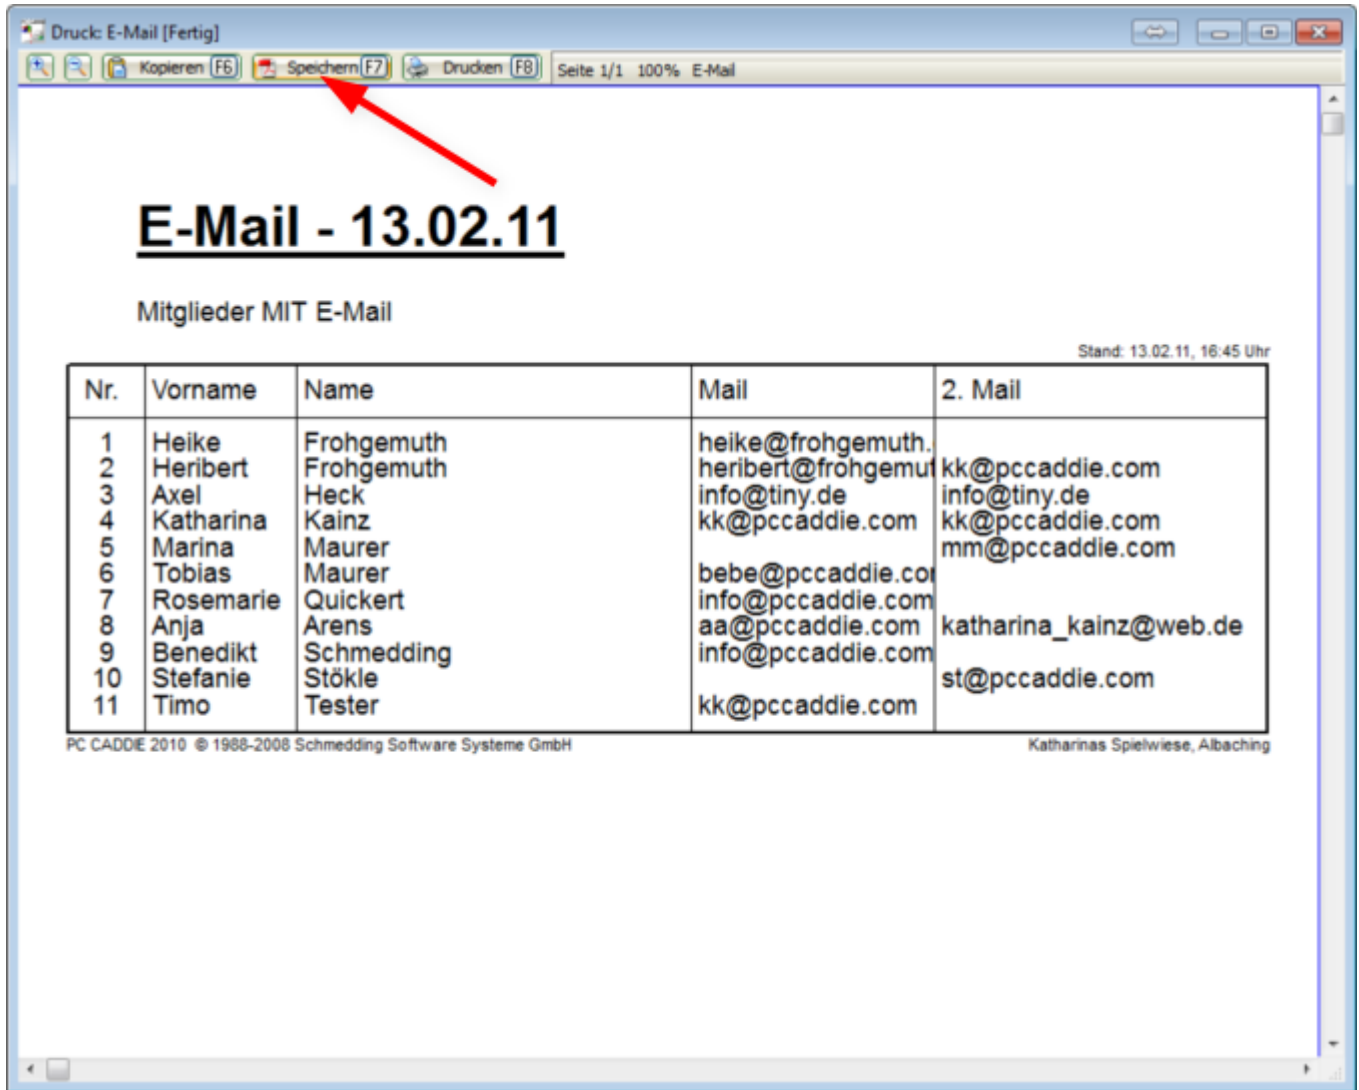 Druck: E-Mail [Fertig]
Kopieren F6 Speichern F7 Drucken F8 Seite 1/1 100% E-Mail
E-Mail - 13.02.11
Mitglieder MIT E-Mail
Stand: 13.02.11, 16:45 Uhr
Nr. Vorname Name Mail 2. Mail
1 Heike Frohgemuth heike@frohgemuth.
2 Heribert Frohgemuth heribert@frohgemut kk@pccaddie.com
3 Axel Heck info@tiny.de info@tiny.de
4 Katharina Kainz kk@pccaddie.com kk@pccaddie.com
5 Marina Maurer mm@pccaddie.com
6 Tobias Maurer bebe@pccaddie.com
7 Rosemarie Quickert info@pccaddie.com
8 Anja Arens aa@pccaddie.com katharina_kainz@web.de
9 Benedikt Schmedding info@pccaddie.com
10 Stefanie Stökle st@pccaddie.com
11 Timo Tester kk@pccaddie.com
PC CADDIE 2010 © 1988-2008 Schmedding Software Systeme GmbH Katharinas Spielwiese, Albaching